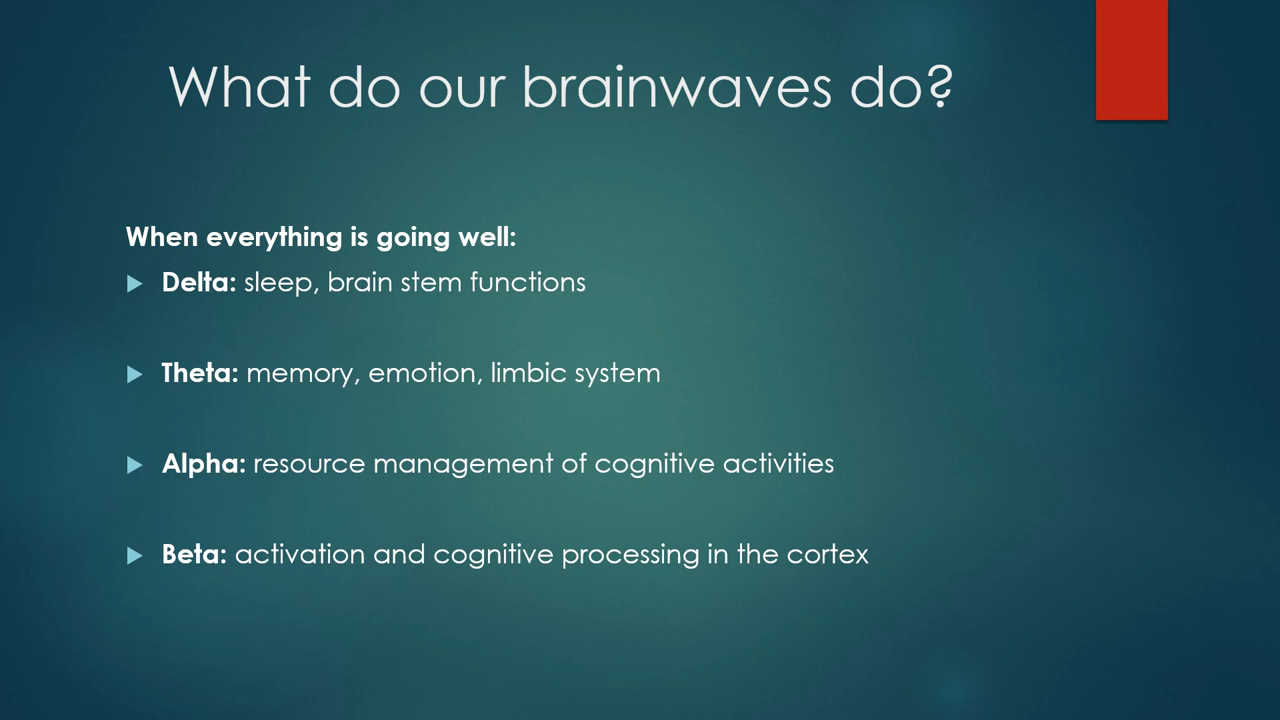 What do our brainwaves do?
When everything is going well:
Delta: sleep, brain stem functions
Theta: memory, emotion, limbic system
Alpha: resource management of cognitive activities
Beta: activation and cognitive processing in the cortex